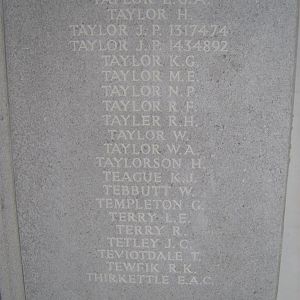 TAYLOR E.G.A.
TAYLOR H.
TAYLOR J.P. 1317474
TAYLOR J.P. 1434892
TAYLOR K.G.
TAYLOR M.E.
TAYLOR N.P.
TAYLOR R.F.
TAYLER R.H.
TAYLOR W.
TAYLOR W.A.
TAYLORSON H.
TEAGUE K.J.
TEBBUTT W.
TEMPLETON G.
TERRY L.E.
TERRY R.
TETLEY J.C.
TEVIOTDALE T.
TEWFIK R.K.
THIRKETTLE E.A.C.